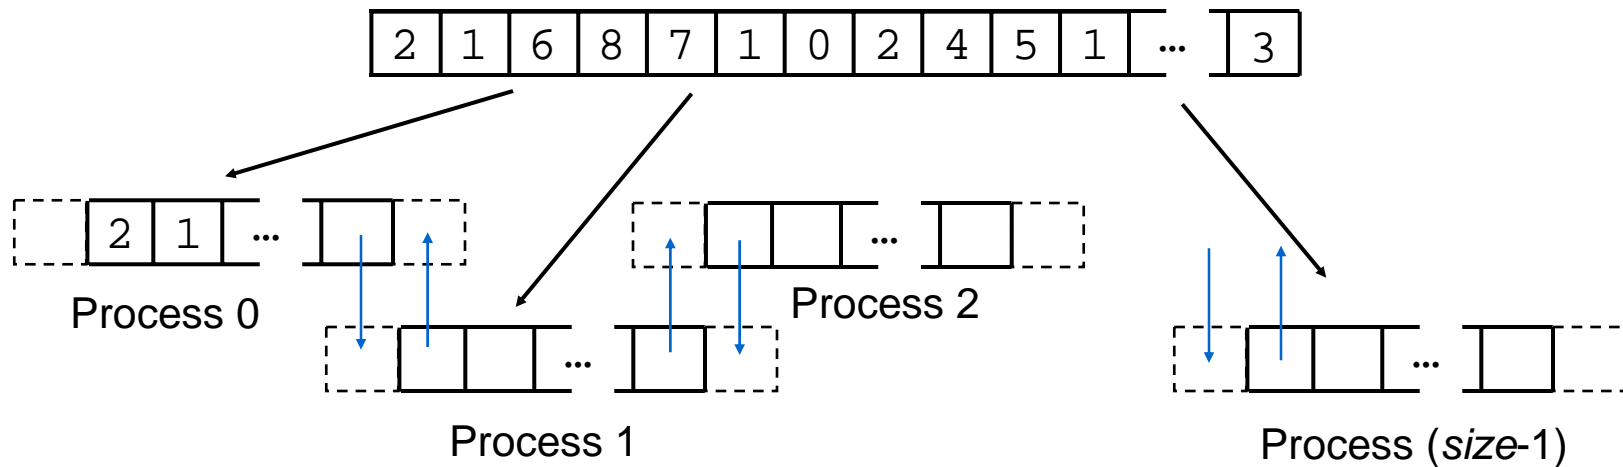 2 1 6 8 7 1 0 2 4 5 1 ... 3
2 1 ...
...
Process 0
Process 2
...
...
Process 1
Process (size-1)